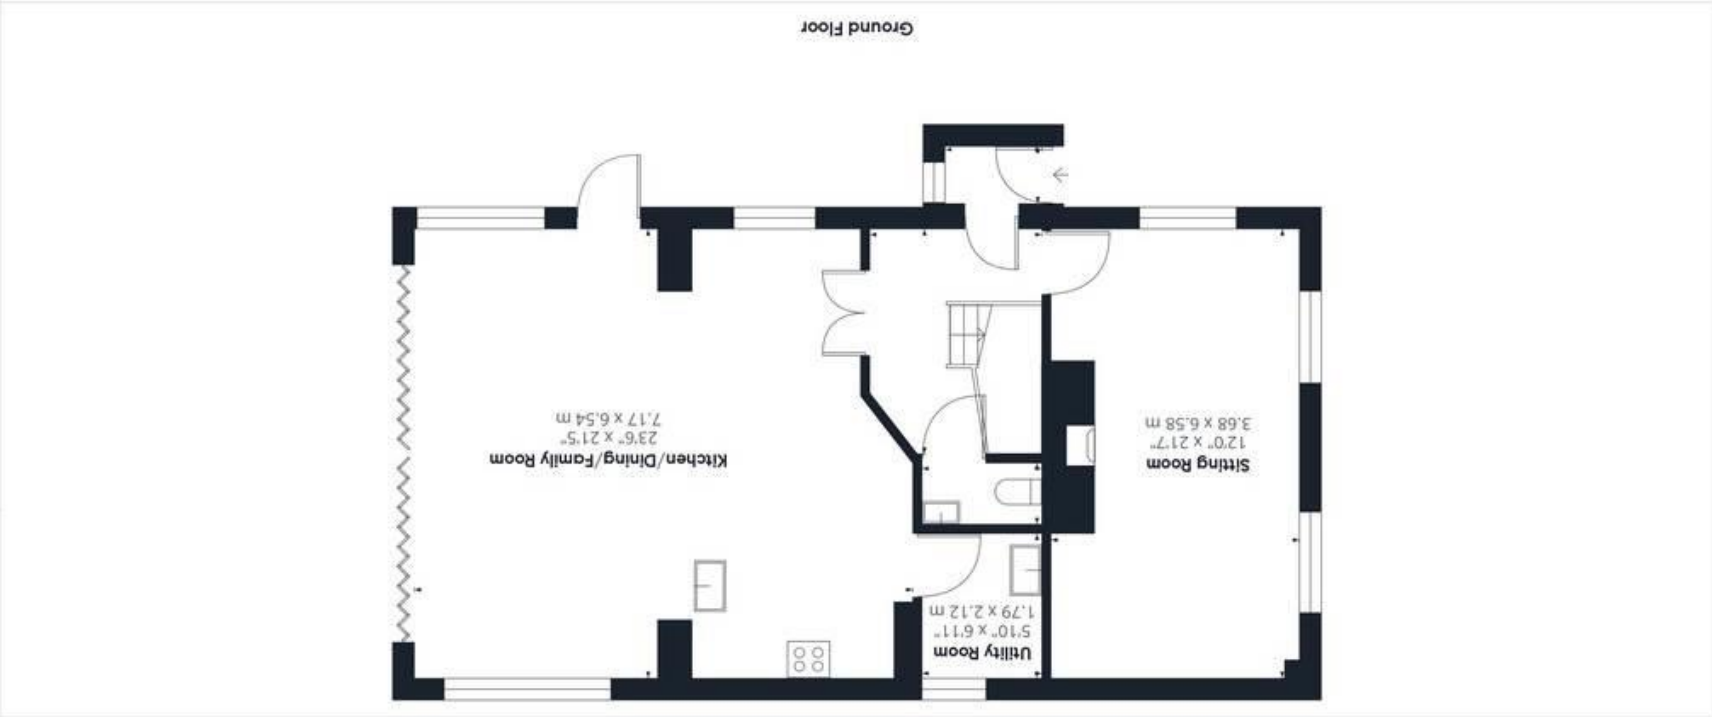 Utility Room
5'10" x 6'11"
1.79 x 2.12 m
Sitting Room
12'0" x 21'7"
3.68 x 6.58 m
Kitchen/Dining/Family Room
23'6" x 21'5"
7.17 x 6.54 m
Ground Floor